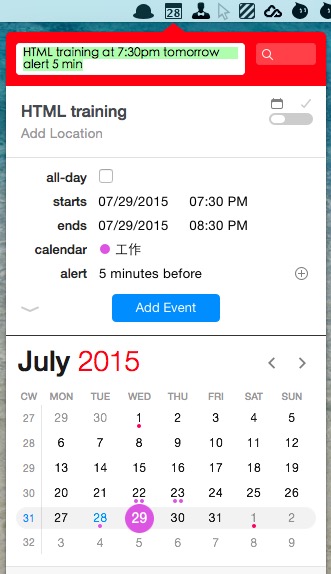 28
HTML training at 7:30pm tomorrow
alert 5 min
HTML training
Add Location
all-day
starts 07/29/2015 07:30 PM
ends 07/29/2015 08:30 PM
calendar 工作
alert 5 minutes before
Add Event
July 2015
CW MON TUE WED THU FRI SAT SUN
27 29 30 1 2 3 4 5
28 6 7 8 9 10 11 12
29 13 14 15 16 17 18 19
30 20 21 22 23 24 25 26
31 27 28 29 30 31 1 2
32 3 4 5 6 7 8 9